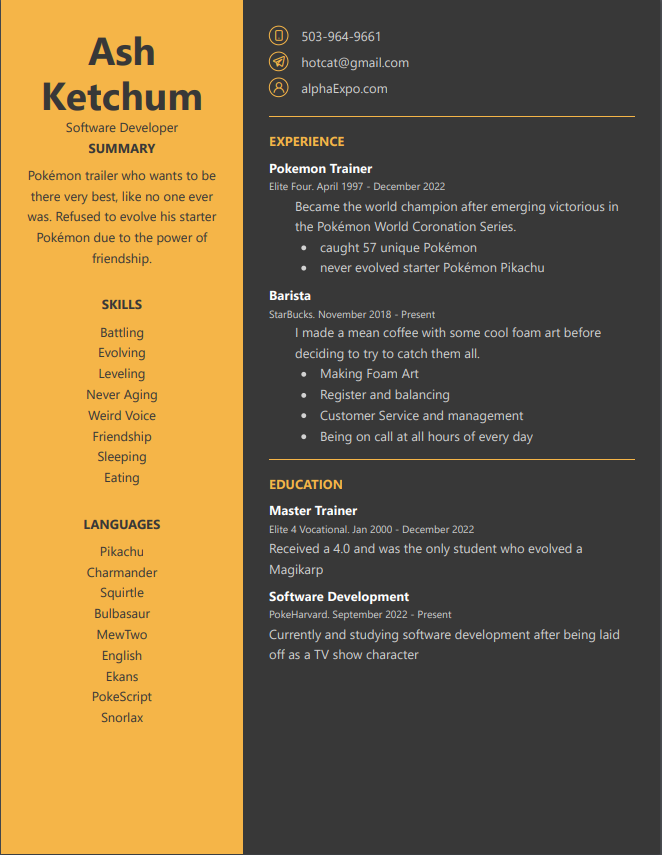 Ash
Ketchum
Software Developer
SUMMARY
Pokémon trailer who wants to be
there very best, like no one ever
was. Refused to evolve his starter
Pokémon due to the power of
friendship.
SKILLS
Battling
Evolving
Leveling
Never Aging
Weird Voice
Friendship
Sleeping
Eating
LANGUAGES
Pikachu
Charmander
Squirtle
Bulbasaur
MewTwo
English
Ekans
PokeScript
Snorlax
503-964-9661
hotcat@gmail.com
alphaExpo.com
EXPERIENCE
Pokemon Trainer
Elite Four. April 1997 - December 2022
Became the world champion after emerging victorious in
the Pokémon World Coronation Series.
• caught 57 unique Pokémon
• never evolved starter Pokémon Pikachu
Barista
StarBucks. November 2018 - Present
I made a mean coffee with some cool foam art before
deciding to try to catch them all.
• Making Foam Art
• Register and balancing
• Customer Service and management
• Being on call at all hours of every day
EDUCATION
Master Trainer
Elite 4 Vocational. Jan 2000 - December 2022
Received a 4.0 and was the only student who evolved a
Magikarp
Software Development
PokeHarvard. September 2022 - Present
Currently and studying software development after being laid
off as a TV show character